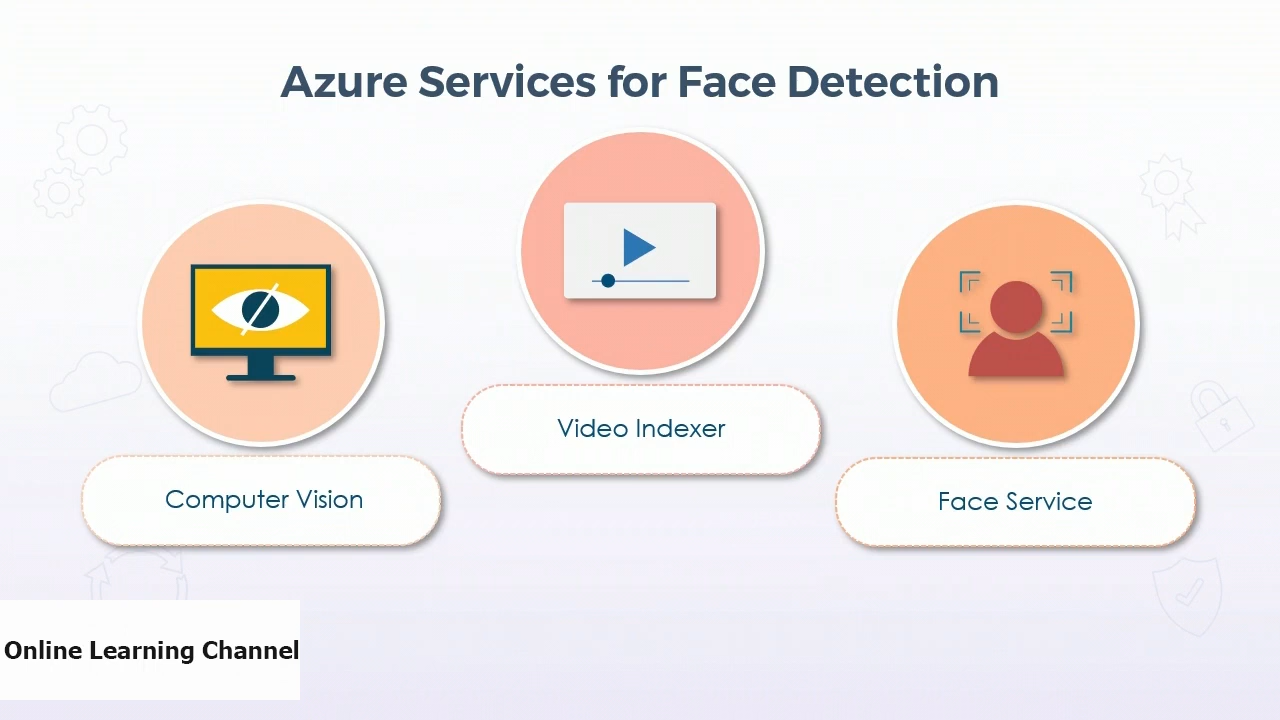 Azure Services for Face Detection
Video Indexer
Computer Vision
Face Service
Online Learning Channel